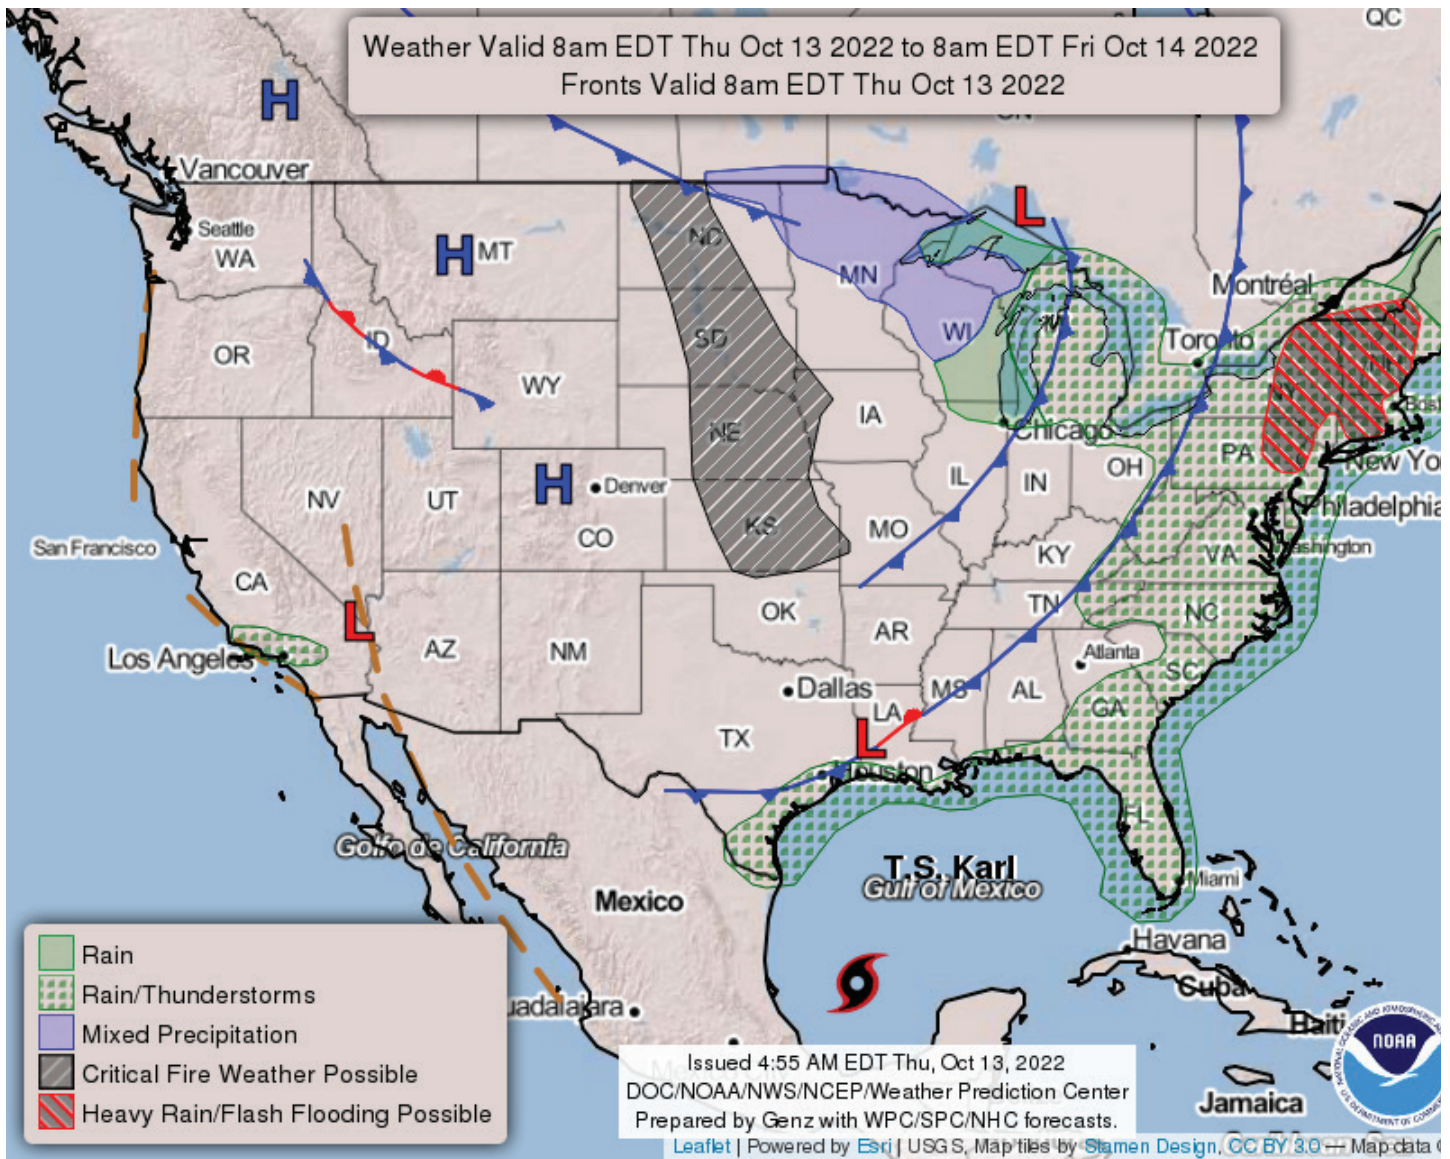 QC
Weather Valid 8am EDT Thu Oct 13 2022 to 8am EDT Fri Oct 14 2022
Fronts Valid 8am EDT Thu Oct 13 2022
ON
H
Vancouver
L
Seattle
WA
H MT
ND
MN
Montréal
OR
ID
SD
WI
Toronto
WY
NY
NH
IA
Chicago
NE
PA
OH
New Yo
NV
UT
H
Denver
IL
IN
Philadelphia
San Francisco
CO
KS
MO
KY
VA
Washington
CA
L
OK
TN
NC
AR
Los Angeles
AZ
NM
Atlanta
SC
Dallas
MS
AL
LA
GA
TX
L
Houston
FL
Golfo de California
T.S. Karl
Gulf of Mexico
Miami
Mexico
Havana
Cuba
Haiti
Rain
Rain/Thunderstorms
Mixed Precipitation
Critical Fire Weather Possible
Heavy Rain/Flash Flooding Possible
uadalajara
NOAA
Issued 4:55 AM EDT Thu, Oct 13, 2022
DOC/NOAA/NWS/NCEP/Weather Prediction Center
Prepared by Genz with WPC/SPC/NHC forecasts.
Jamaica
Leaflet | Powered by Esri | USGS, Map tiles by Stamen Design, CC BY 3.0 — Map data ©